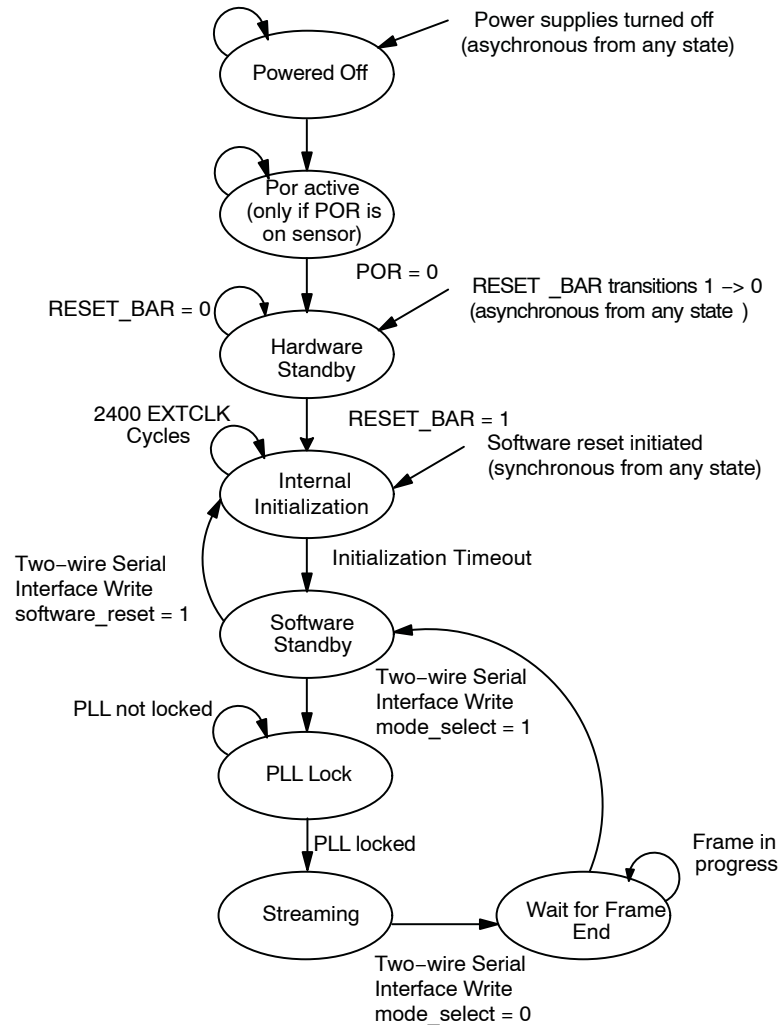 Power supplies turned off
(asychronous from any state)
Powered Off
Por active
(only if POR is
on sensor)
POR = 0
RESET _BAR transitions 1 −> 0
(asynchronous from any state )
RESET_BAR = 0
Hardware
Standby
2400 EXTCLK
Cycles
RESET_BAR = 1
Software reset initiated
(synchronous from any state)
Internal
Initialization
Initialization Timeout
Two−wire Serial
Interface Write
software_reset = 1
Software
Standby
Two−wire Serial
Interface Write
mode_select = 1
PLL not locked
PLL Lock
PLL locked
Frame in
progress
Streaming
Wait for Frame
End
Two−wire Serial
Interface Write
mode_select = 0